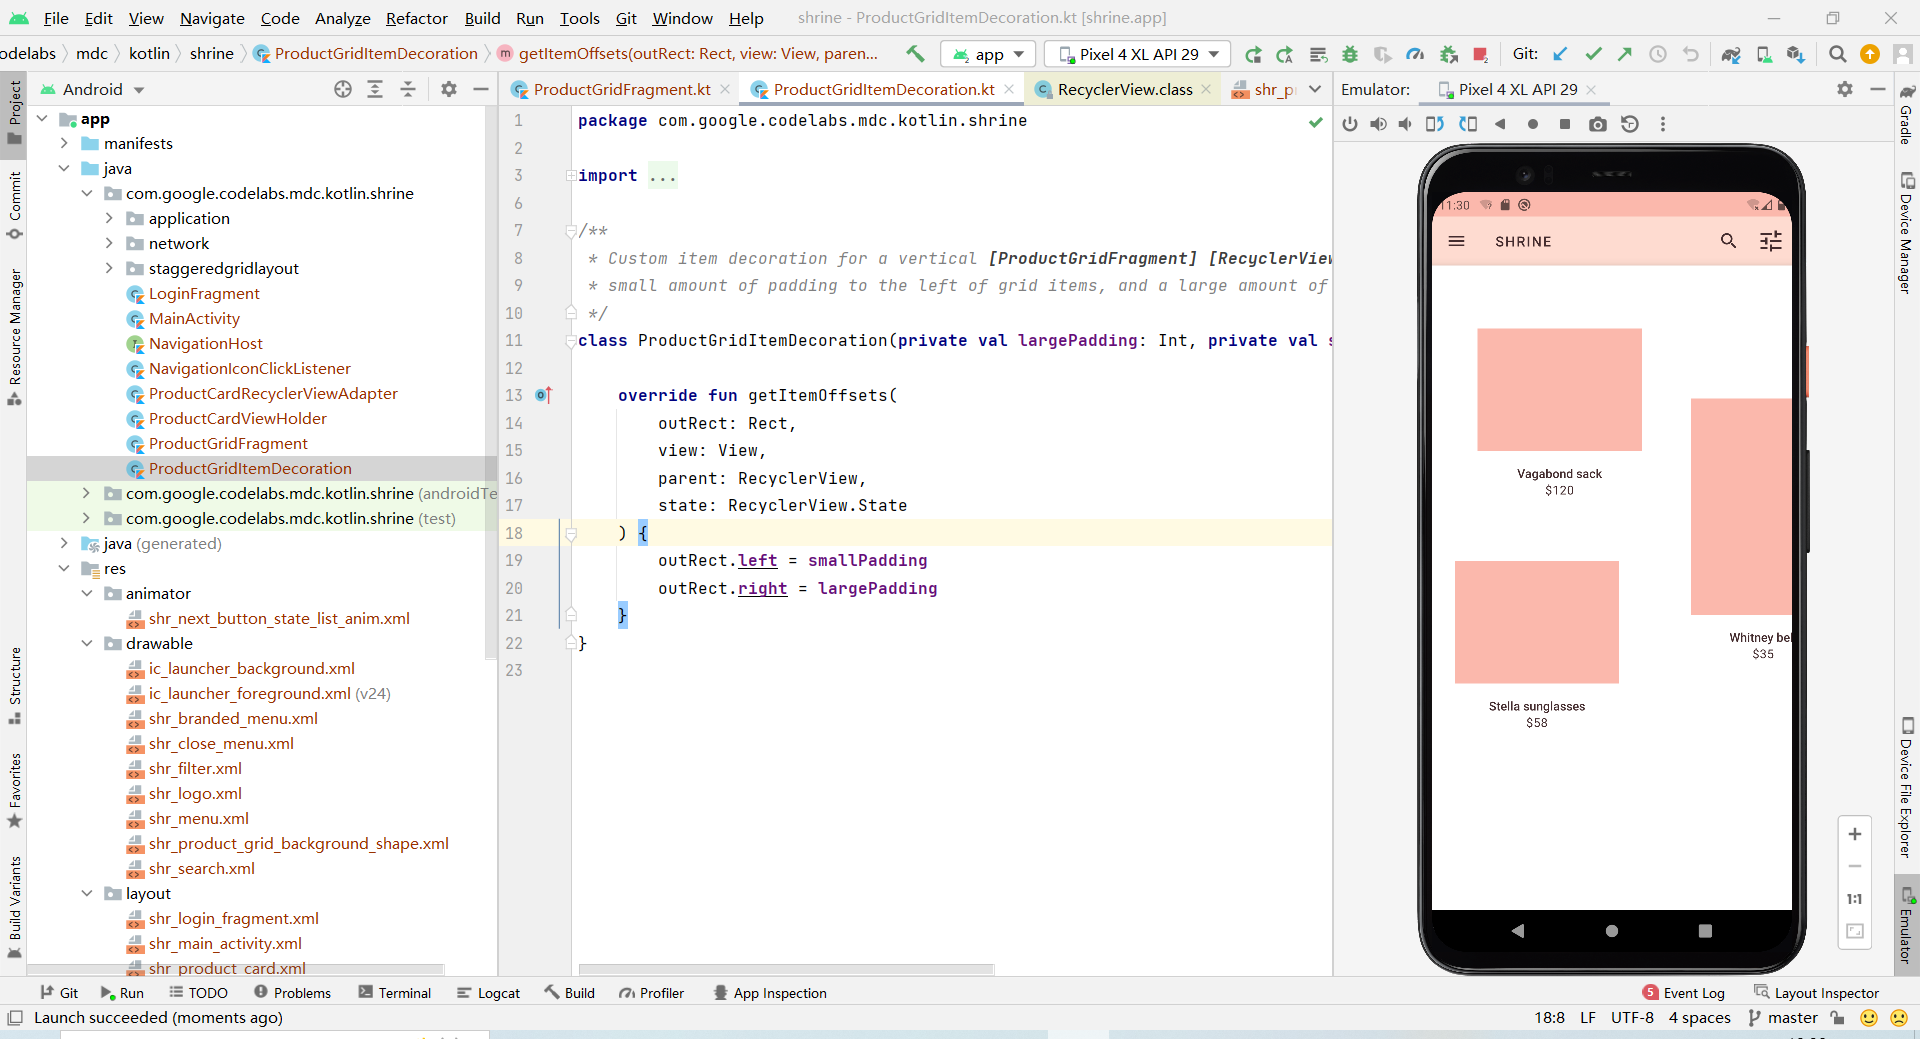 File Edit View Navigate Code Analyze Refactor Build Run Tools Git Window Help shrine - ProductGridItemDecoration.kt [shrine.app]
odelabs mdc kotlin shrine ProductGridItemDecoration getItemOffsets(outRect: Rect, view: View, paren... app Pixel 4 XL API 29 Git:
Android
ProductGridFragment.kt ProductGridItemDecoration.kt RecyclerView.class shr_p
Emulator: Pixel 4 XL API 29
Project
Commit
Resource Manager
Structure
Favorites
Build Variants
app
manifests
java
com.google.codelabs.mdc.kotlin.shrine
application
network
staggeredgridlayout
LoginFragment
MainActivity
NavigationHost
NavigationIconClickListener
ProductCardRecyclerViewAdapter
ProductCardViewHolder
ProductGridFragment
ProductGridItemDecoration
com.google.codelabs.mdc.kotlin.shrine (androidTe
com.google.codelabs.mdc.kotlin.shrine (test)
java (generated)
res
animator
shr_next_button_state_list_anim.xml
drawable
ic_launcher_background.xml
ic_launcher_foreground.xml (v24)
shr_branded_menu.xml
shr_close_menu.xml
shr_filter.xml
shr_logo.xml
shr_menu.xml
shr_product_grid_background_shape.xml
shr_search.xml
layout
shr_login_fragment.xml
shr_main_activity.xml
shr_product_card.xml
1 package com.google.codelabs.mdc.kotlin.shrine
2
3 import ...
6
7 /**
8 * Custom item decoration for a vertical [ProductGridFragment] [RecyclerView
9 * small amount of padding to the left of grid items, and a large amount of
10 */
11 class ProductGridItemDecoration(private val largePadding: Int, private val s
12
13 override fun getItemOffsets(
14 outRect: Rect,
15 view: View,
16 parent: RecyclerView,
17 state: RecyclerView.State
18 ) {
19 outRect.left = smallPadding
20 outRect.right = largePadding
21 }
22 }
23
11:30
SHRINE
Vagabond sack
$120
Whitney bel
$35
Stella sunglasses
$58
1:1
Gradle
Device Manager
Device File Explorer
Emulator
Git Run TODO Problems Terminal Logcat Build Profiler App Inspection 5 Event Log Layout Inspector
Launch succeeded (moments ago) 18:8 LF UTF-8 4 spaces master